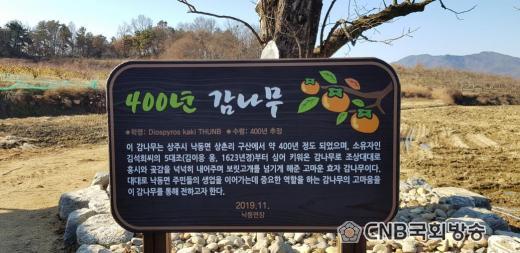 400년 감나무
•학명: Diospyros kaki THUNB •수령: 400년 추정
이 감나무는 상주시 낙동면 상촌리 구산에서 약 400년 정도 되었으며, 소유자인
김석희씨의 5대조(김이응 옹, 1623년경)부터 심어 키워온 감나무로 조상대대로
홍시와 곶감을 넉넉히 내어주며 보릿고개를 넘기게 해준 고마운 효자 감나무이다.
대대로 낙동면 주민들의 생업을 이어가는데 중요한 역할을 하는 감나무의 고마움을
이 감나무를 통해 전하고자 한다.
2019.11.
낙동면장
CNB국회방송